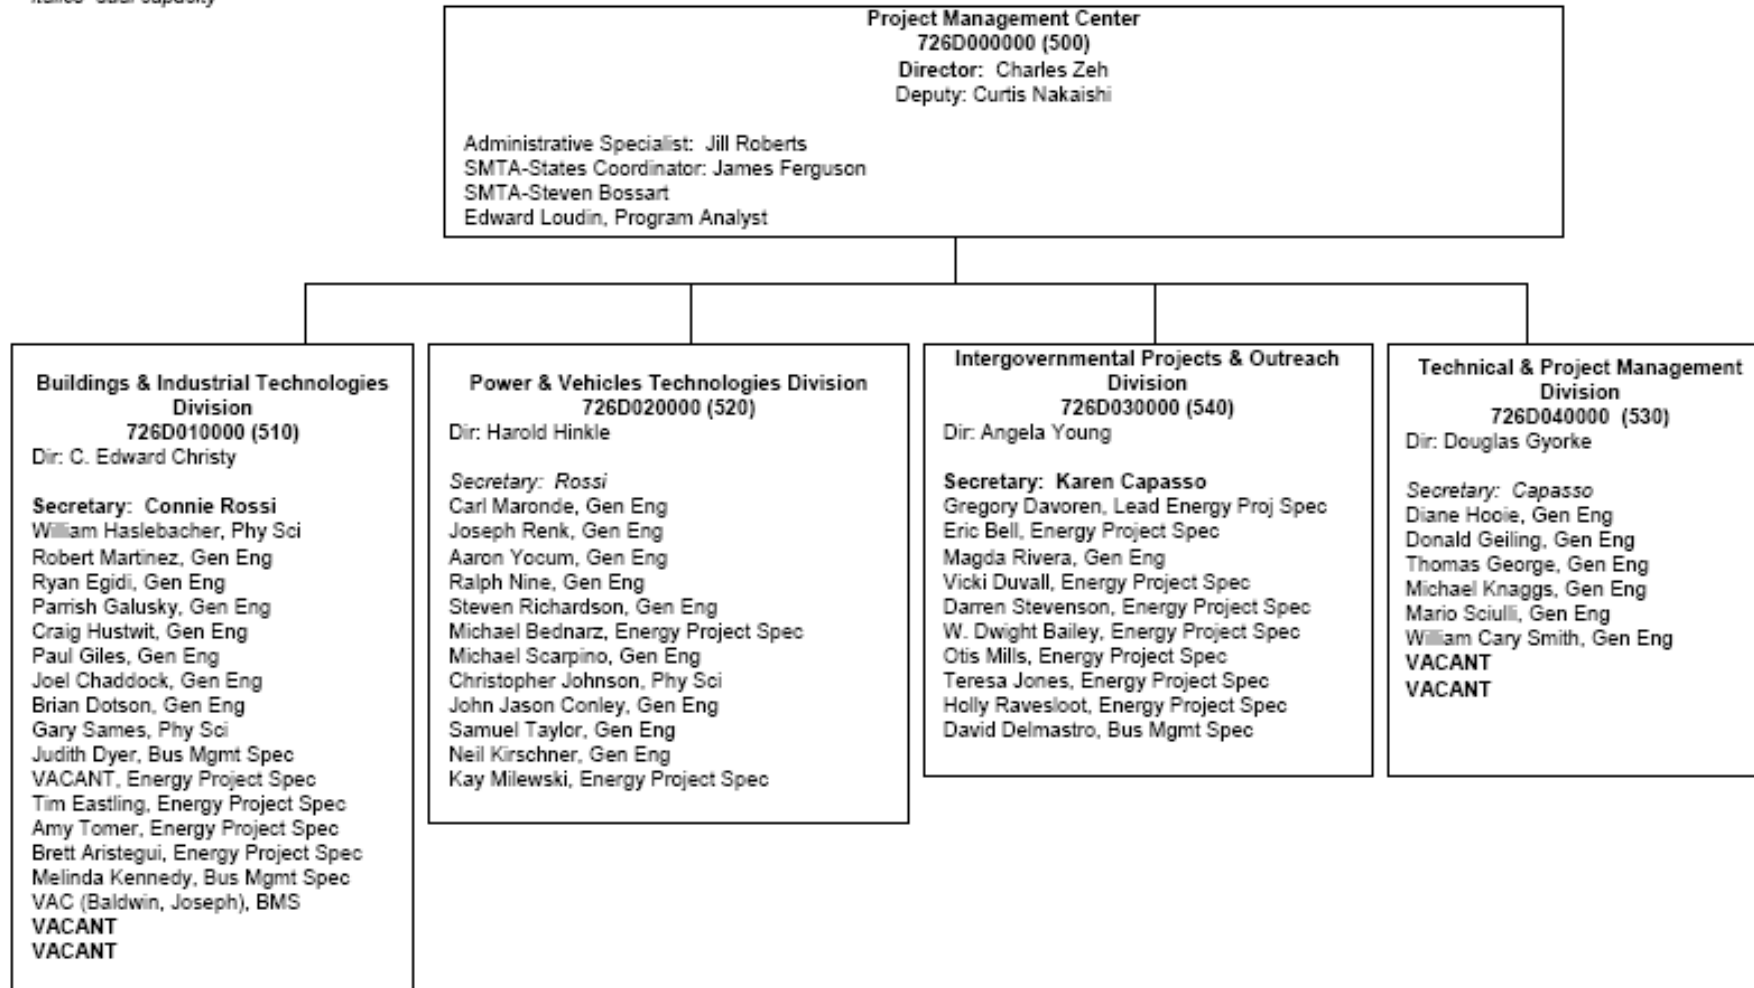 Italics- dual capacity
Project Management Center
726D000000 (500)
Director: Charles Zeh
Deputy: Curtis Nakaishi
Administrative Specialist: Jill Roberts
SMTA-States Coordinator: James Ferguson
SMTA-Steven Bossart
Edward Loudin, Program Analyst
Buildings & Industrial Technologies
Division
726D010000 (510)
Dir: C. Edward Christy
Secretary: Connie Rossi
William Haslebacher, Phy Sci
Robert Martinez, Gen Eng
Ryan Egidi, Gen Eng
Parrish Galusky, Gen Eng
Craig Hustwit, Gen Eng
Paul Giles, Gen Eng
Joel Chaddock, Gen Eng
Brian Dotson, Gen Eng
Gary Sames, Phy Sci
Judith Dyer, Bus Mgmt Spec
VACANT, Energy Project Spec
Tim Eastling, Energy Project Spec
Amy Tomer, Energy Project Spec
Brett Aristegui, Energy Project Spec
Melinda Kennedy, Bus Mgmt Spec
VAC (Baldwin, Joseph), BMS
VACANT
VACANT
Power & Vehicles Technologies Division
726D020000 (520)
Dir: Harold Hinkle
Secretary: Rossi
Carl Maronde, Gen Eng
Joseph Renk, Gen Eng
Aaron Yocum, Gen Eng
Ralph Nine, Gen Eng
Steven Richardson, Gen Eng
Michael Bednarz, Energy Project Spec
Michael Scarpino, Gen Eng
Christopher Johnson, Phy Sci
John Jason Conley, Gen Eng
Samuel Taylor, Gen Eng
Neil Kirschner, Gen Eng
Kay Milewski, Energy Project Spec
Intergovernmental Projects & Outreach
Division
726D030000 (540)
Dir: Angela Young
Secretary: Karen Capasso
Gregory Davoren, Lead Energy Proj Spec
Eric Bell, Energy Project Spec
Magda Rivera, Gen Eng
Vicki Duvall, Energy Project Spec
Darren Stevenson, Energy Project Spec
W. Dwight Bailey, Energy Project Spec
Otis Mills, Energy Project Spec
Teresa Jones, Energy Project Spec
Holly Ravesloot, Energy Project Spec
David Delmastro, Bus Mgmt Spec
Technical & Project Management
Division
726D040000 (530)
Dir: Douglas Gyorke
Secretary: Capasso
Diane Hooie, Gen Eng
Donald Geiling, Gen Eng
Thomas George, Gen Eng
Michael Knaggs, Gen Eng
Mario Sciulli, Gen Eng
William Cary Smith, Gen Eng
VACANT
VACANT